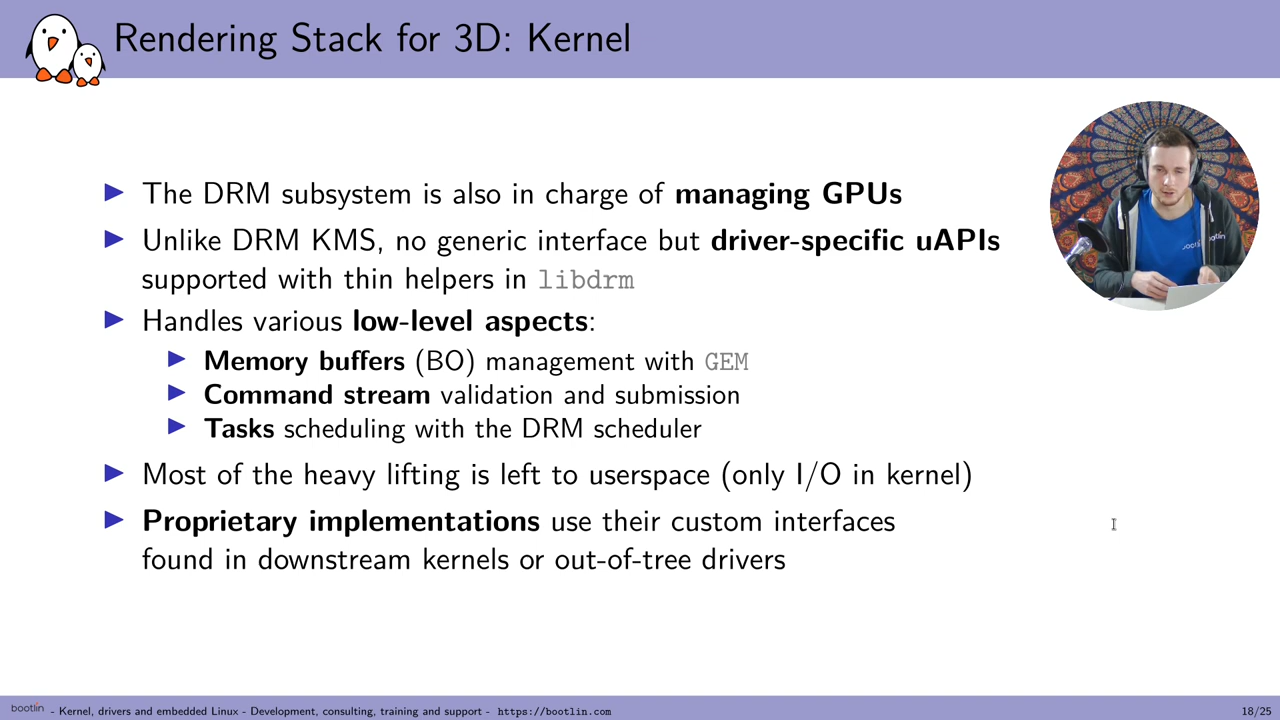 Rendering Stack for 3D: Kernel
The DRM subsystem is also in charge of managing GPUs
Unlike DRM KMS, no generic interface but driver-specific uAPIs
supported with thin helpers in libdrm
Handles various low-level aspects:
Memory buffers (BO) management with GEM
Command stream validation and submission
Tasks scheduling with the DRM scheduler
Most of the heavy lifting is left to userspace (only I/O in kernel)
Proprietary implementations use their custom interfaces
found in downstream kernels or out-of-tree drivers
bootlin - Kernel, drivers and embedded Linux - Development, consulting, training and support - https://bootlin.com
18/25